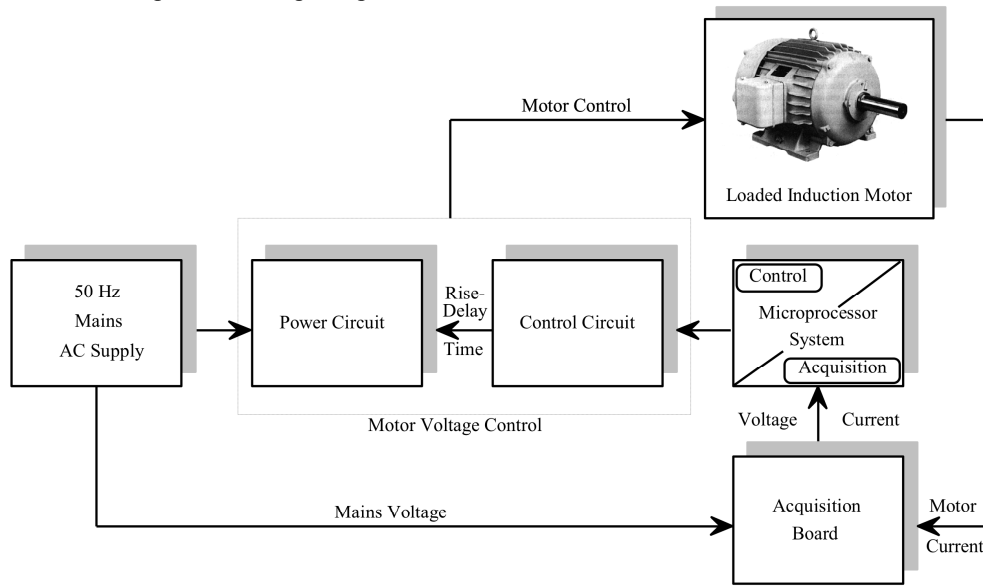 Motor Control
Loaded Induction Motor
50 Hz
Mains
AC Supply
Power Circuit
Rise-
Delay
Time
Control Circuit
Control
Microprocessor
System
Acquisition
Motor Voltage Control
Voltage
Current
Mains Voltage
Acquisition
Board
Motor
Current